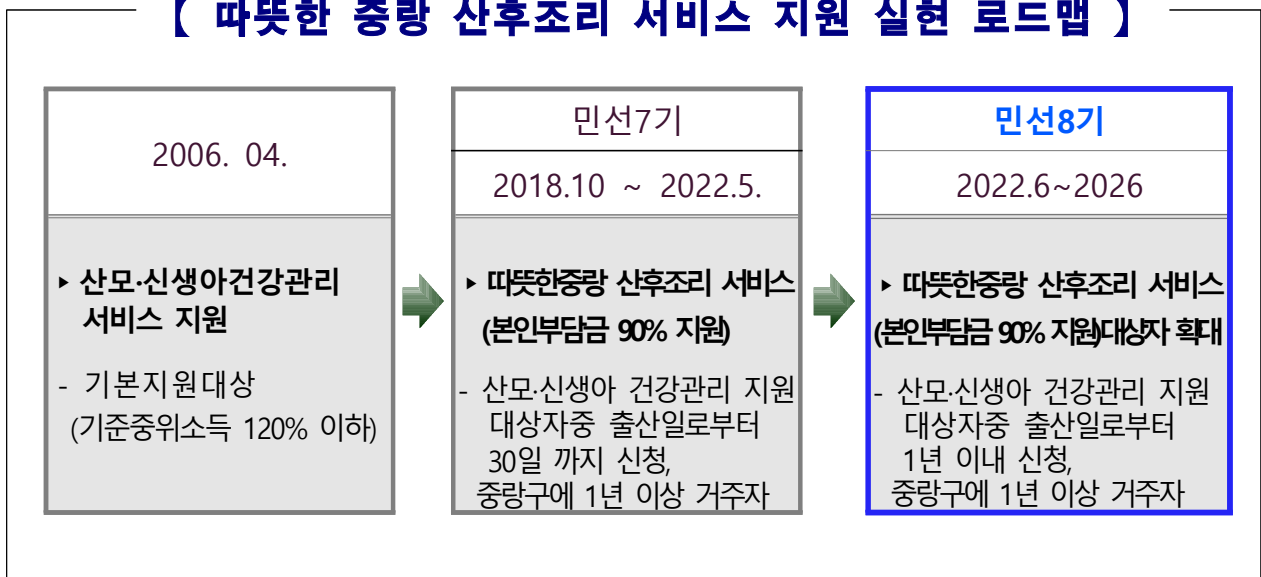 【 따뜻한 중랑 산후조리 서비스 지원 실현 로드맵 】
2006. 04.
▸ 산모·신생아건강관리
서비스 지원
- 기본지원대상
(기준중위소득 120% 이하)
민선7기
2018.10 ~ 2022.5.
▸ 따뜻한중랑 산후조리 서비스
(본인부담금 90% 지원)
- 산모·신생아 건강관리 지원
대상자중 출산일로부터
30일 까지 신청,
중랑구에 1년 이상 거주자
민선8기
2022.6~2026
▸ 따뜻한중랑 산후조리 서비스
(본인부담금 90% 지원)대상자 확대
- 산모·신생아 건강관리 지원
대상자중 출산일로부터
1년 이내 신청,
중랑구에 1년 이상 거주자